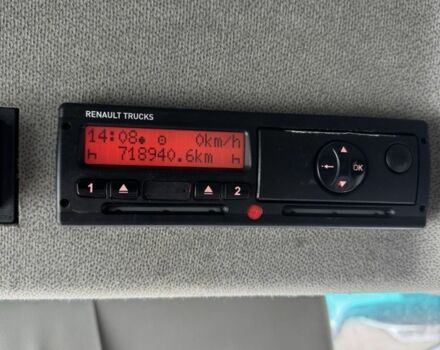 RENAULT TRUCKS
14:08 0km/h
h 718940.6km h
1 2
OK